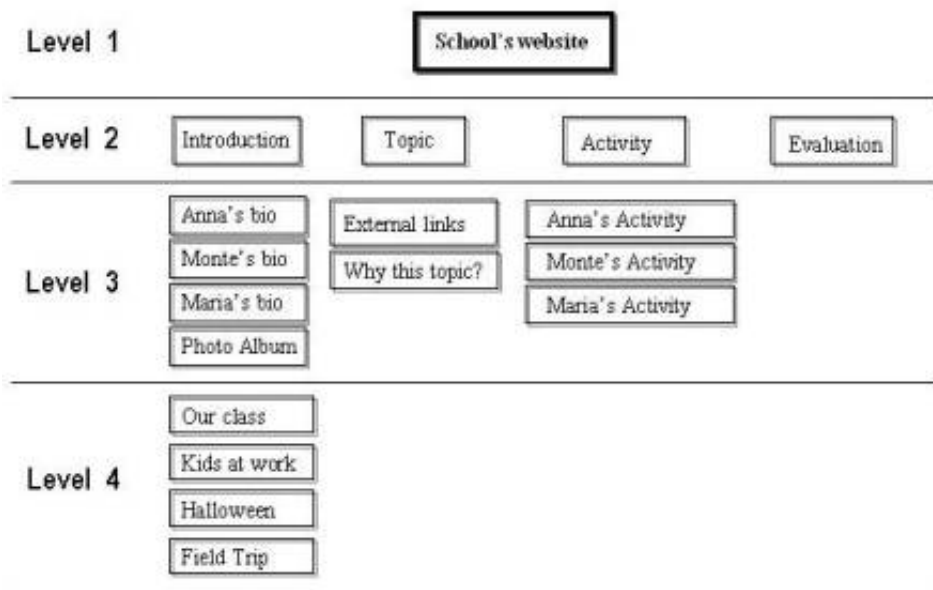 Level 1
School's website
Level 2
Introduction
Topic
Activity
Evaluation
Level 3
Anna's bio
Monte's bio
Maria's bio
Photo Album
External links
Why this topic?
Anna's Activity
Monte's Activity
Maria's Activity
Level 4
Our class
Kids at work
Halloween
Field Trip